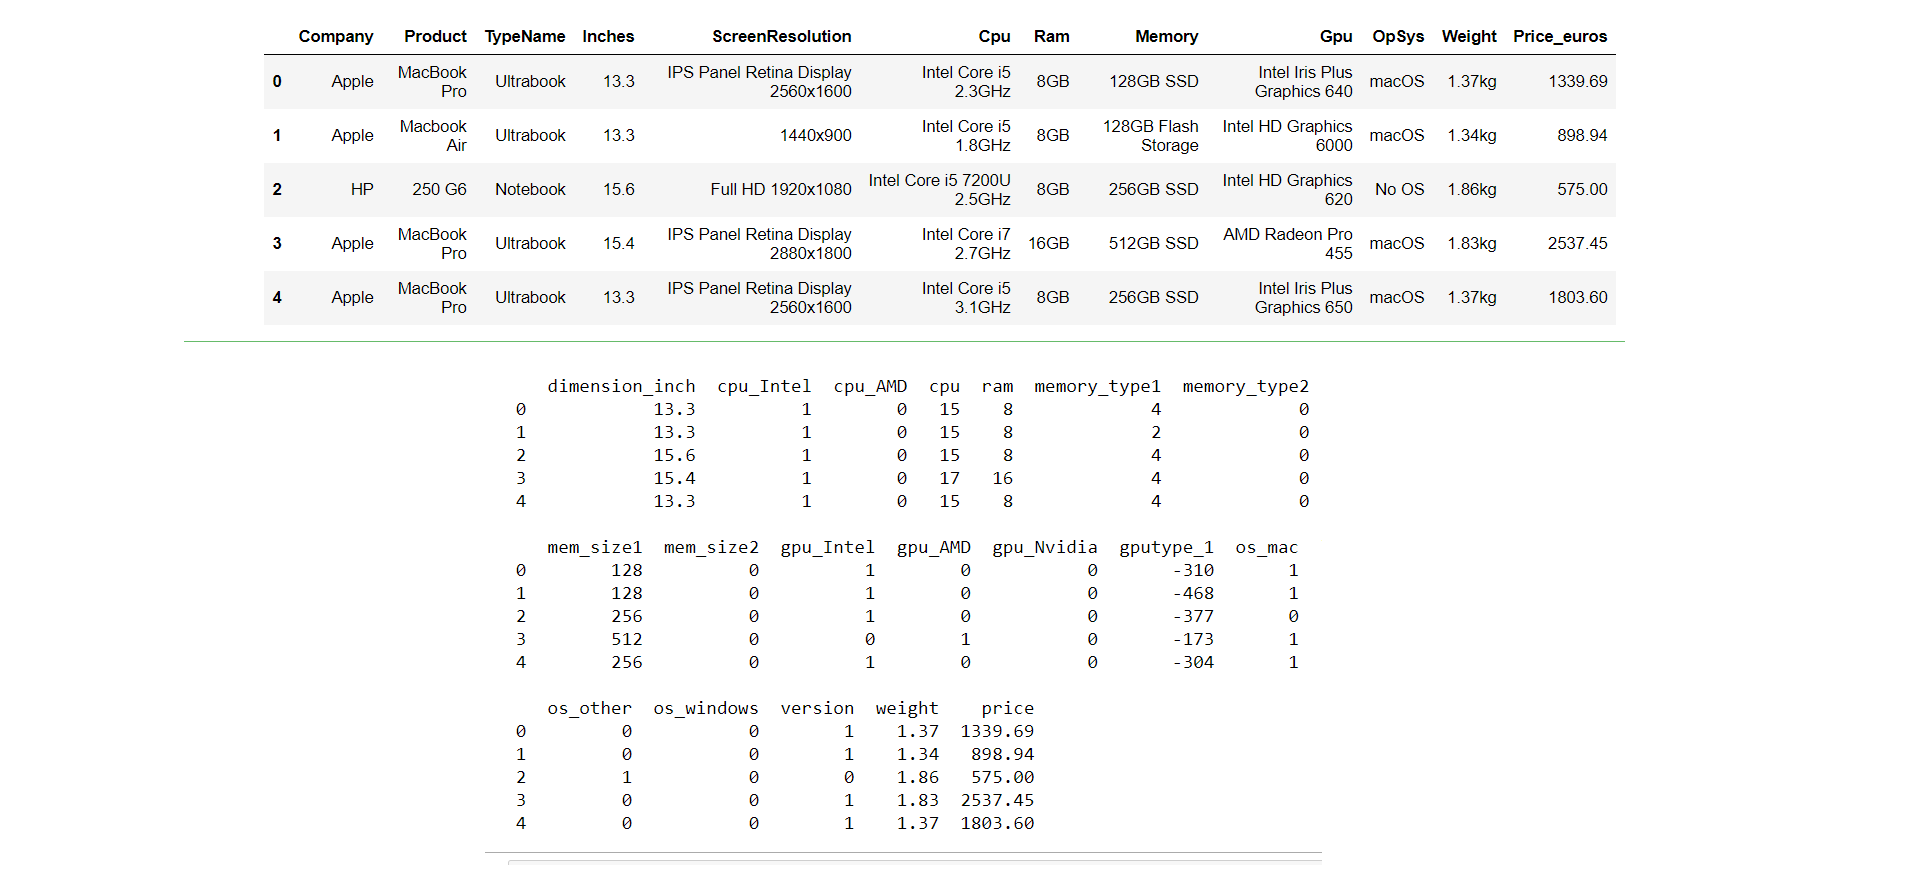 Company Product TypeName Inches ScreenResolution Cpu Ram Memory Gpu OpSys Weight Price_euros
0 Apple MacBook Pro Ultrabook 13.3 IPS Panel Retina Display 2560x1600 Intel Core i5 2.3GHz 8GB 128GB SSD Intel Iris Plus Graphics 640 macOS 1.37kg 1339.69
1 Apple Macbook Air Ultrabook 13.3 1440x900 Intel Core i5 1.8GHz 8GB 128GB Flash Storage Intel HD Graphics 6000 macOS 1.34kg 898.94
2 HP 250 G6 Notebook 15.6 Full HD 1920x1080 Intel Core i5 7200U 2.5GHz 8GB 256GB SSD Intel HD Graphics 620 No OS 1.86kg 575.00
3 Apple MacBook Pro Ultrabook 15.4 IPS Panel Retina Display 2880x1800 Intel Core i7 2.7GHz 16GB 512GB SSD AMD Radeon Pro 455 macOS 1.83kg 2537.45
4 Apple MacBook Pro Ultrabook 13.3 IPS Panel Retina Display 2560x1600 Intel Core i5 3.1GHz 8GB 256GB SSD Intel Iris Plus Graphics 650 macOS 1.37kg 1803.60
dimension_inch cpu_Intel cpu_AMD cpu ram memory_type1 memory_type2
0 13.3 1 0 15 8 4 0
1 13.3 1 0 15 8 2 0
2 15.6 1 0 15 8 4 0
3 15.4 1 0 17 16 4 0
4 13.3 1 0 15 8 4 0
mem_size1 mem_size2 gpu_Intel gpu_AMD gpu_Nvidia gputype_1 os_mac
0 128 0 1 0 0 -310 1
1 128 0 1 0 0 -468 1
2 256 0 1 0 0 -377 0
3 512 0 0 1 0 -173 1
4 256 0 1 0 0 -304 1
os_other os_windows version weight price
0 0 0 1 1.37 1339.69
1 0 0 1 1.34 898.94
2 1 0 0 1.86 575.00
3 0 0 1 1.83 2537.45
4 0 0 1 1.37 1803.60